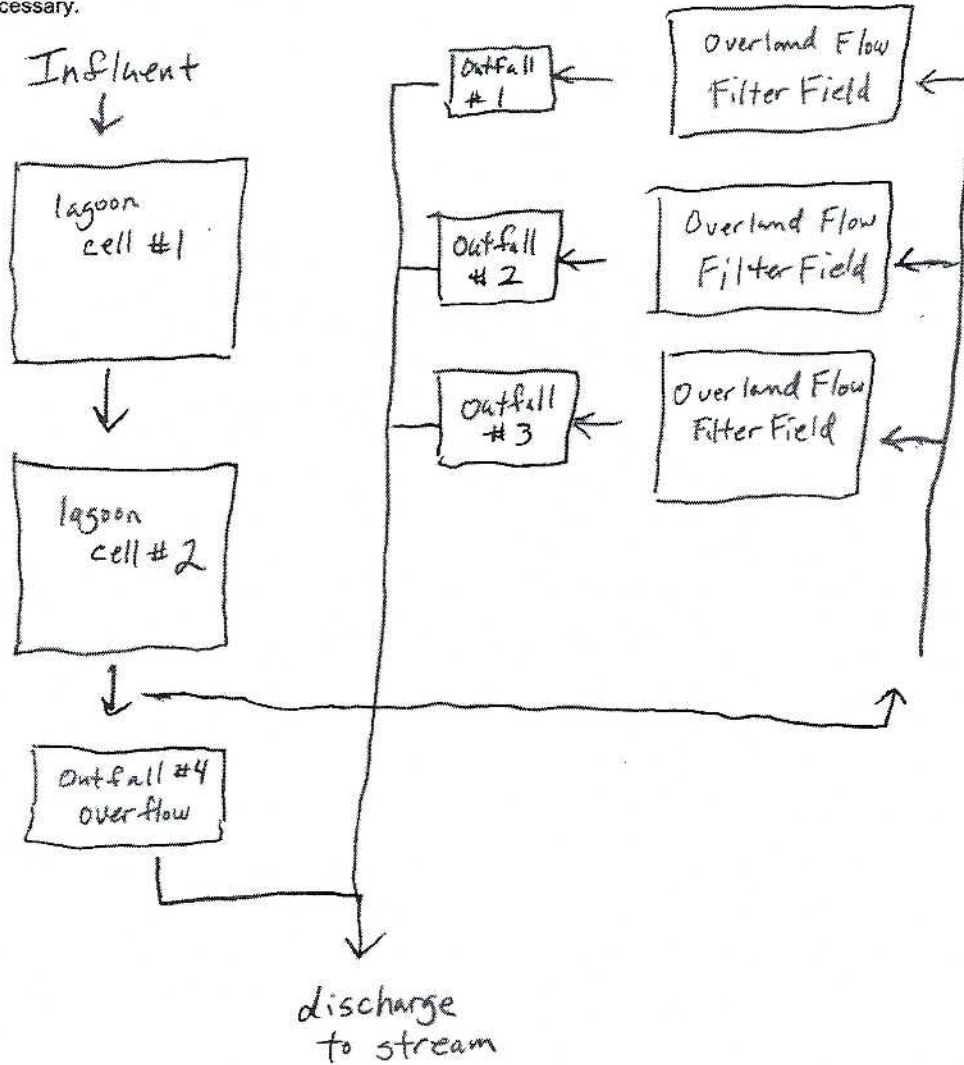 cessary.
Influent
lagoon
cell #1
lagoon
cell #2
Outfall #4
overflow
Outfall
#1
Overland Flow
Filter Field
Outfall
#2
Overland Flow
Filter Field
Outfall
#3
Overland Flow
Filter Field
discharge
to stream